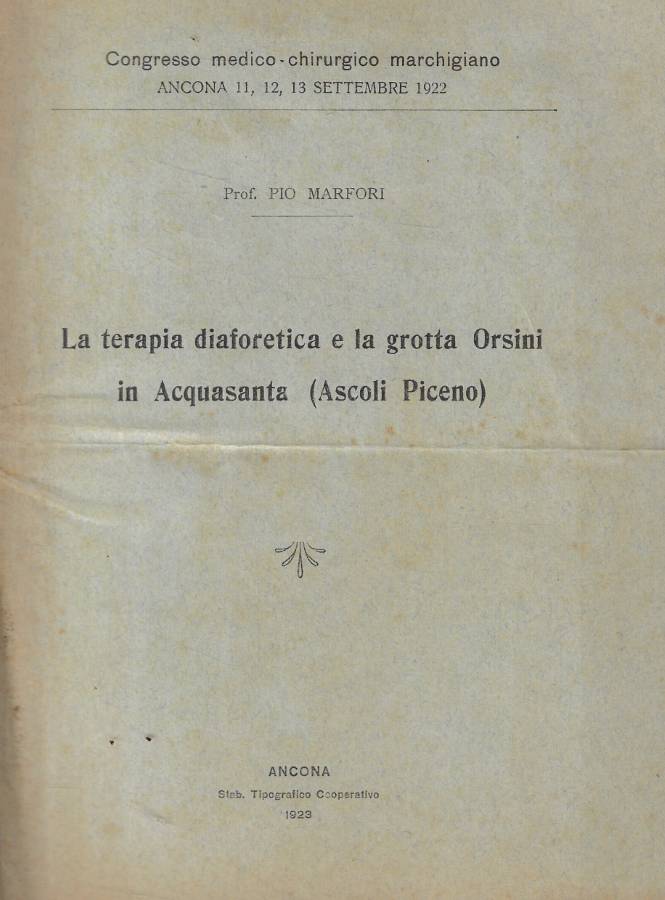 Congresso medico-chirurgico marchigiano
ANCONA 11, 12, 13 SETTEMBRE 1922
Prof. PIO MARFORI
La terapia diaforetica e la grotta Orsini
in Acquasanta (Ascoli Piceno)
ANCONA
Stab. Tipografico Cooperativo
1923